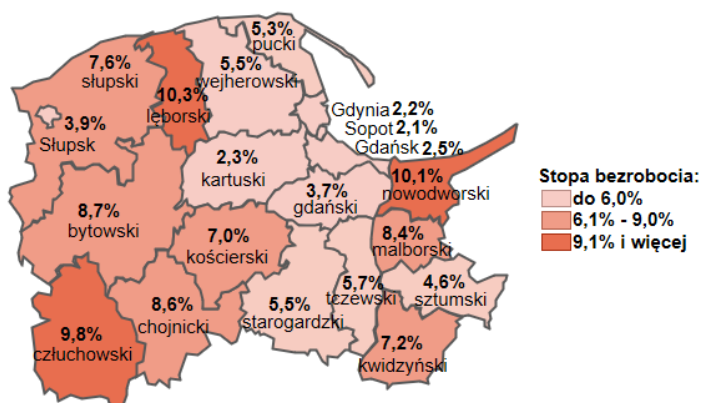 5,3%
pucki
7,6%
słupski
5,5%
wejherowski
10,3%
lęborski
Gdynia 2,2%
Sopot 2,1%
Gdańsk 2,5%
3,9%
Słupsk
2,3%
kartuski
3,7%
gdański
10,1%
nowodworski
Stopa bezrobocia:
do 6,0%
6,1% - 9,0%
9,1% i więcej
8,7%
bytowski
7,0%
kościerski
8,4%
malborski
5,7%
tczewski
4,6%
sztumski
8,6%
chojnicki
5,5%
starogardzki
9,8%
człuchowski
7,2%
kwidzyński